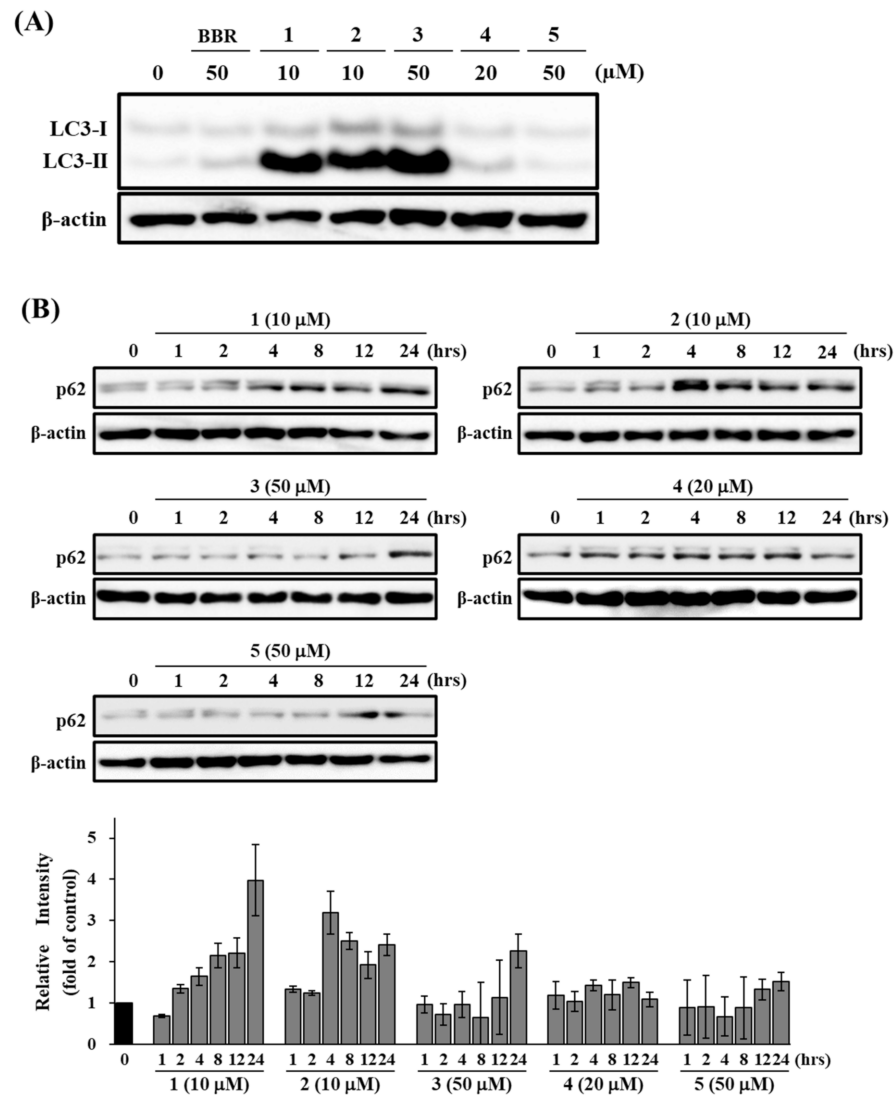 (A)
BBR 1 2 3 4 5
0 50 10 10 50 20 50 (μM)
LC3-I
LC3-II
β-actin
(B)
1 (10 μM)
0 1 2 4 8 12 24 (hrs)
p62
β-actin
2 (10 μM)
0 1 2 4 8 12 24 (hrs)
p62
β-actin
3 (50 μM)
0 1 2 4 8 12 24 (hrs)
p62
β-actin
4 (20 μM)
0 1 2 4 8 12 24 (hrs)
p62
β-actin
5 (50 μM)
0 1 2 4 8 12 24 (hrs)
p62
β-actin
Relative Intensity
(fold of control)
5
4
3
2
1
0
0 1 2 4 8 12 24 1 2 4 8 12 24 1 2 4 8 12 24 1 2 4 8 12 24 1 2 4 8 12 24 (hrs)
1 (10 μM) 2 (10 μM) 3 (50 μM) 4 (20 μM) 5 (50 μM)